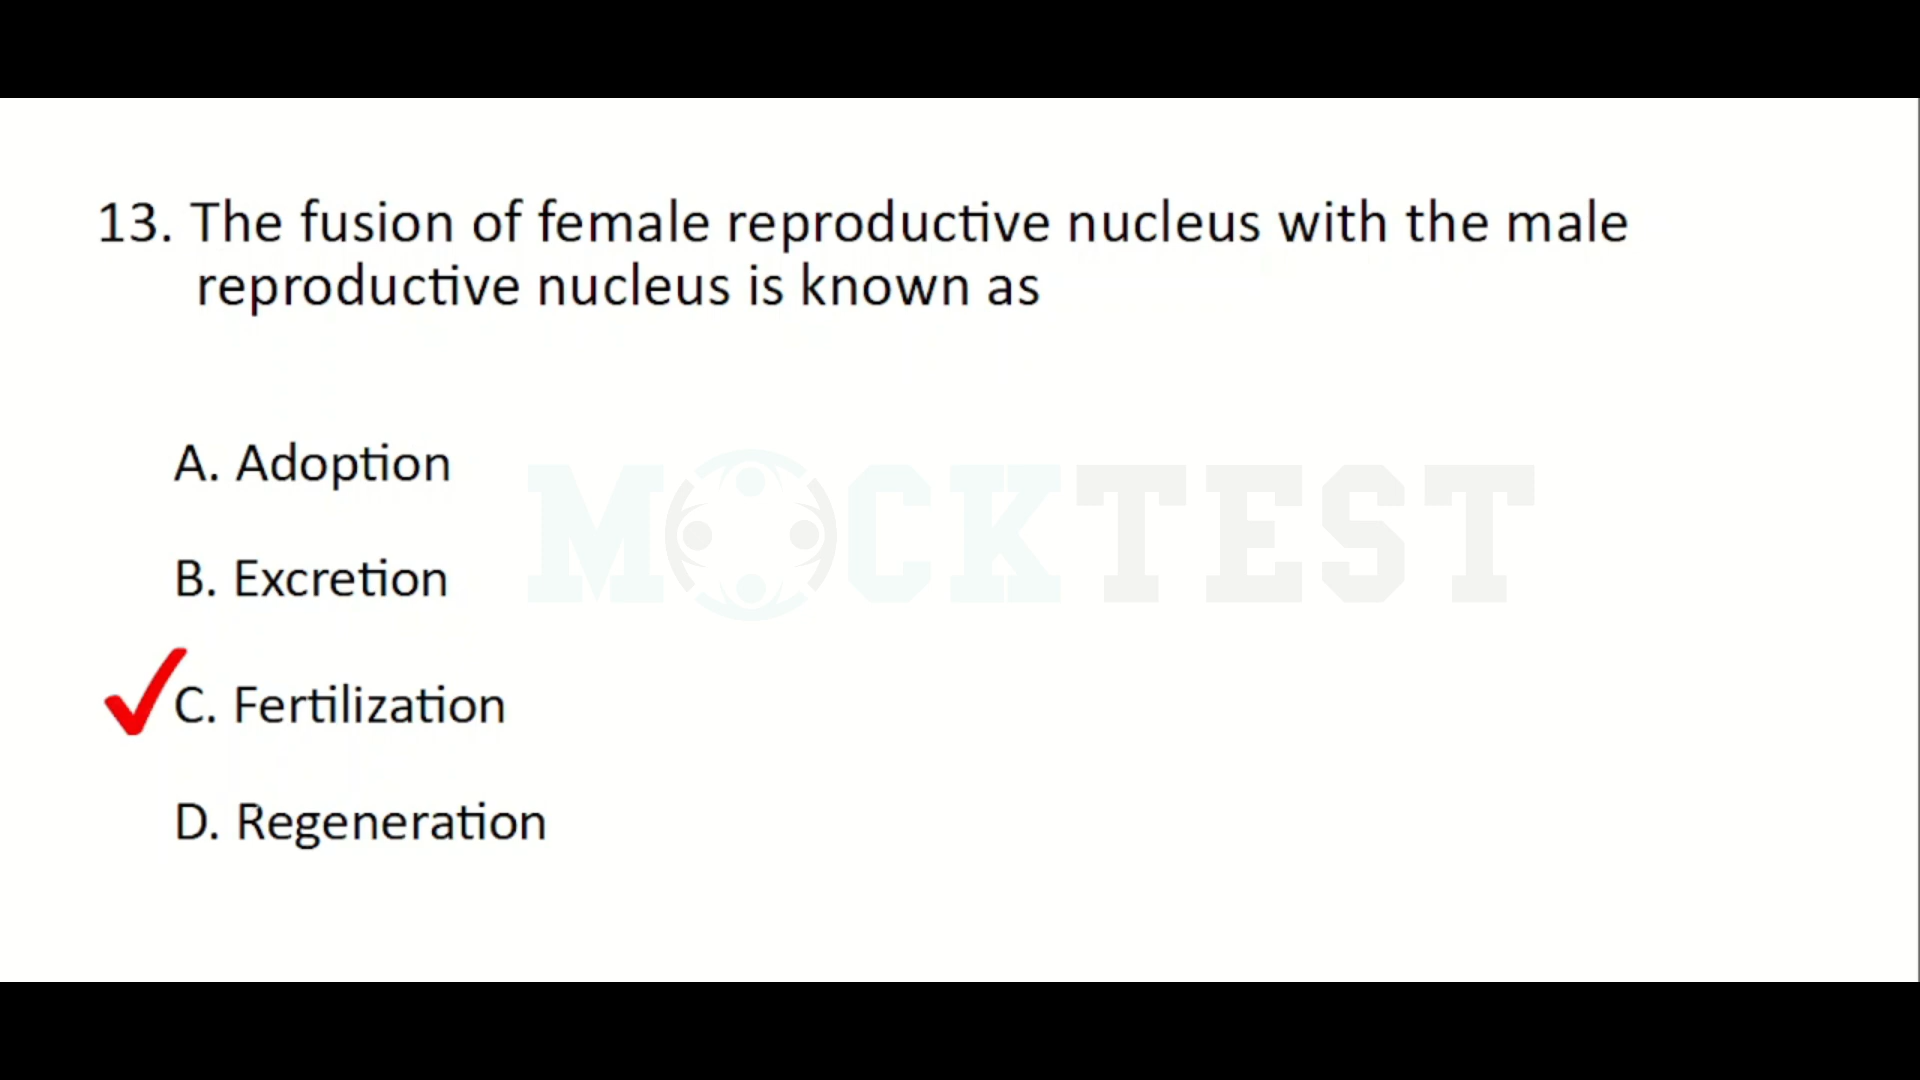 13. The fusion of female reproductive nucleus with the male
reproductive nucleus is known as
A. Adoption
MOCKTEST
B. Excretion
C. Fertilization
D. Regeneration